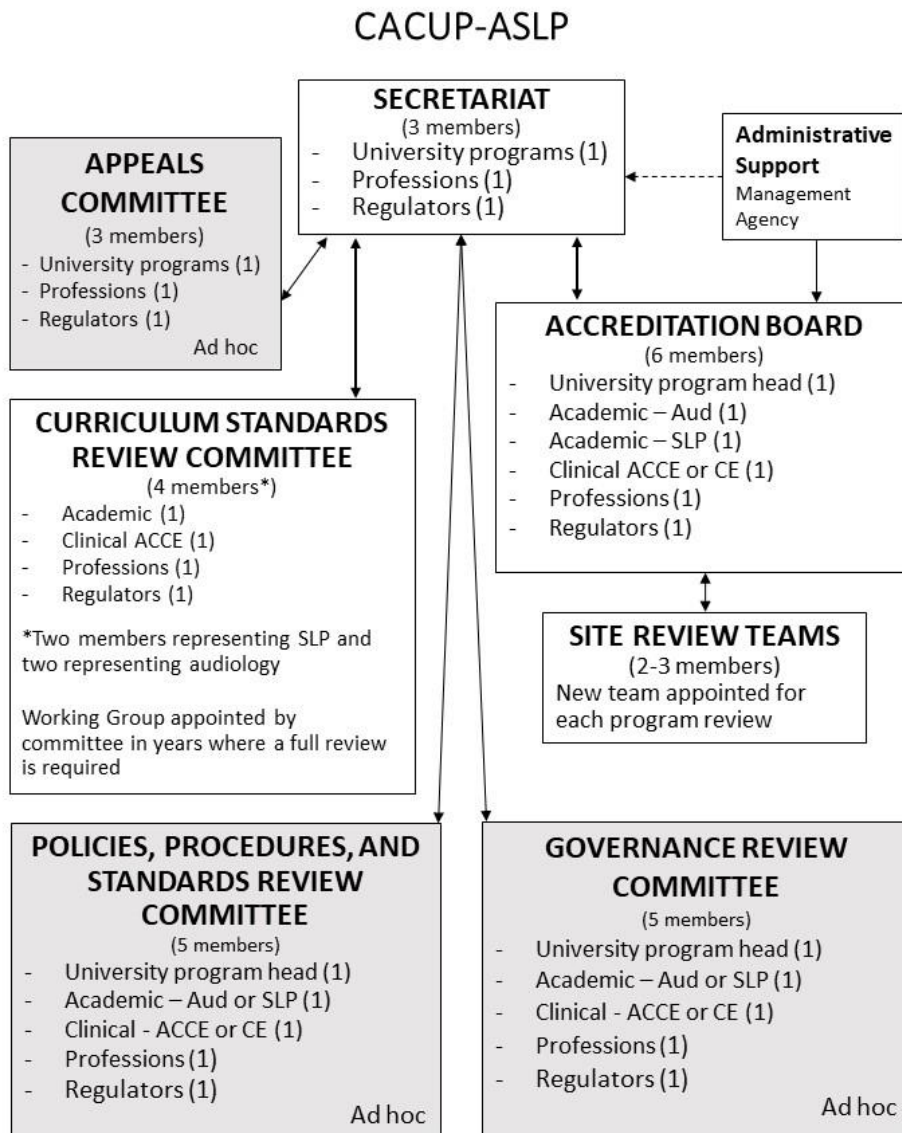 CACUP-ASLP
SECRETARIAT
(3 members)
- University programs (1)
- Professions (1)
- Regulators (1)
Administrative
Support
Management
Agency
APPEALS
COMMITTEE
(3 members)
- University programs (1)
- Professions (1)
- Regulators (1)
Ad hoc
ACCREDITATION BOARD
(6 members)
- University program head (1)
- Academic – Aud (1)
- Academic – SLP (1)
- Clinical ACCE or CE (1)
- Professions (1)
- Regulators (1)
CURRICULUM STANDARDS
REVIEW COMMITTEE
(4 members*)
- Academic (1)
- Clinical ACCE (1)
- Professions (1)
- Regulators (1)
*Two members representing SLP and
two representing audiology
Working Group appointed by
committee in years where a full review
is required
SITE REVIEW TEAMS
(2-3 members)
New team appointed for
each program review
POLICIES, PROCEDURES, AND
STANDARDS REVIEW
COMMITTEE
(5 members)
- University program head (1)
- Academic – Aud or SLP (1)
- Clinical - ACCE or CE (1)
- Professions (1)
- Regulators (1)
Ad hoc
GOVERNANCE REVIEW
COMMITTEE
(5 members)
- University program head (1)
- Academic – Aud or SLP (1)
- Clinical - ACCE or CE (1)
- Professions (1)
- Regulators (1)
Ad hoc